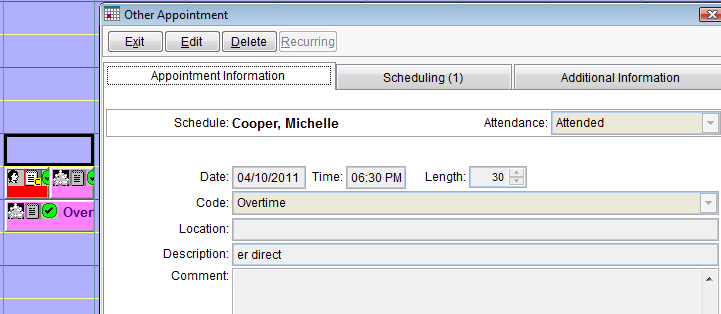 Other Appointment
Exit Edit Delete Recurring
Appointment Information Scheduling (1) Additional Information
Schedule: Cooper, Michelle Attendance: Attended
Date: 04/10/2011 Time: 06:30 PM Length: 30
Code: Overtime
Over
Location:
Description: er direct
Comment: